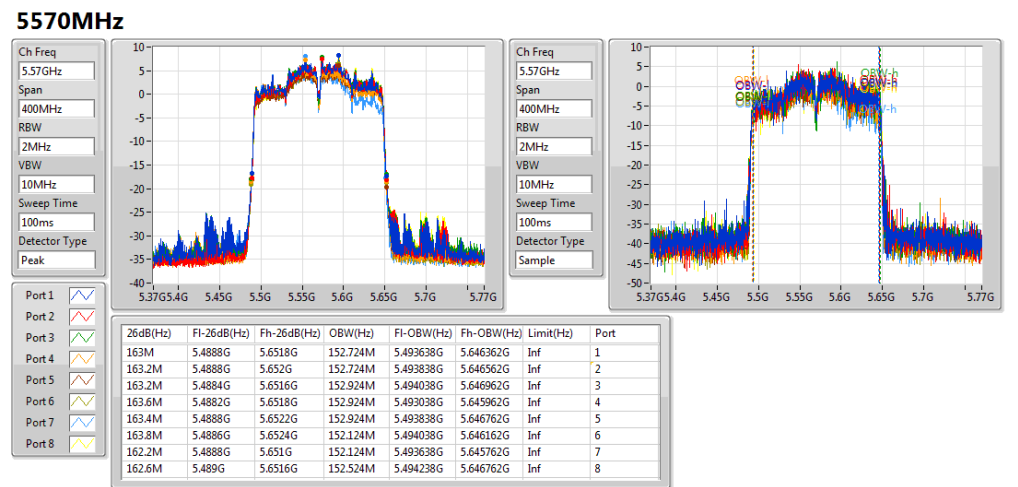 5570MHz
Ch Freq
5.57GHz
Span
400MHz
RBW
2MHz
VBW
10MHz
Sweep Time
100ms
Detector Type
Peak
10
5
0
-5
-10
-15
-20
-25
-30
-35
-40
5.37G 5.4G 5.45G 5.5G 5.55G 5.6G 5.65G 5.7G 5.77G
Ch Freq
5.57GHz
Span
400MHz
RBW
2MHz
VBW
10MHz
Sweep Time
100ms
Detector Type
Sample
10
5
0
-5
-10
-15
-20
-25
-30
-35
-40
-45
-50
OBW-l OBW-h
5.37G 5.4G 5.45G 5.5G 5.55G 5.6G 5.65G 5.7G 5.77G
Port 1
Port 2
Port 3
Port 4
Port 5
Port 6
Port 7
Port 8
26dB(Hz) Fl-26dB(Hz) Fh-26dB(Hz) OBW(Hz) Fl-OBW(Hz) Fh-OBW(Hz) Limit(Hz) Port
163M 5.4888G 5.6518G 152.724M 5.493638G 5.646362G Inf 1
163.2M 5.4888G 5.652G 152.724M 5.493838G 5.646562G Inf 2
163.2M 5.4884G 5.6516G 152.924M 5.494038G 5.646962G Inf 3
163.6M 5.4882G 5.6518G 152.924M 5.493038G 5.645962G Inf 4
163.4M 5.4888G 5.6522G 152.924M 5.493838G 5.646762G Inf 5
163.8M 5.4886G 5.6524G 152.124M 5.494038G 5.646162G Inf 6
162.2M 5.4888G 5.651G 152.124M 5.493638G 5.645762G Inf 7
162.6M 5.489G 5.6516G 152.524M 5.494238G 5.646762G Inf 8